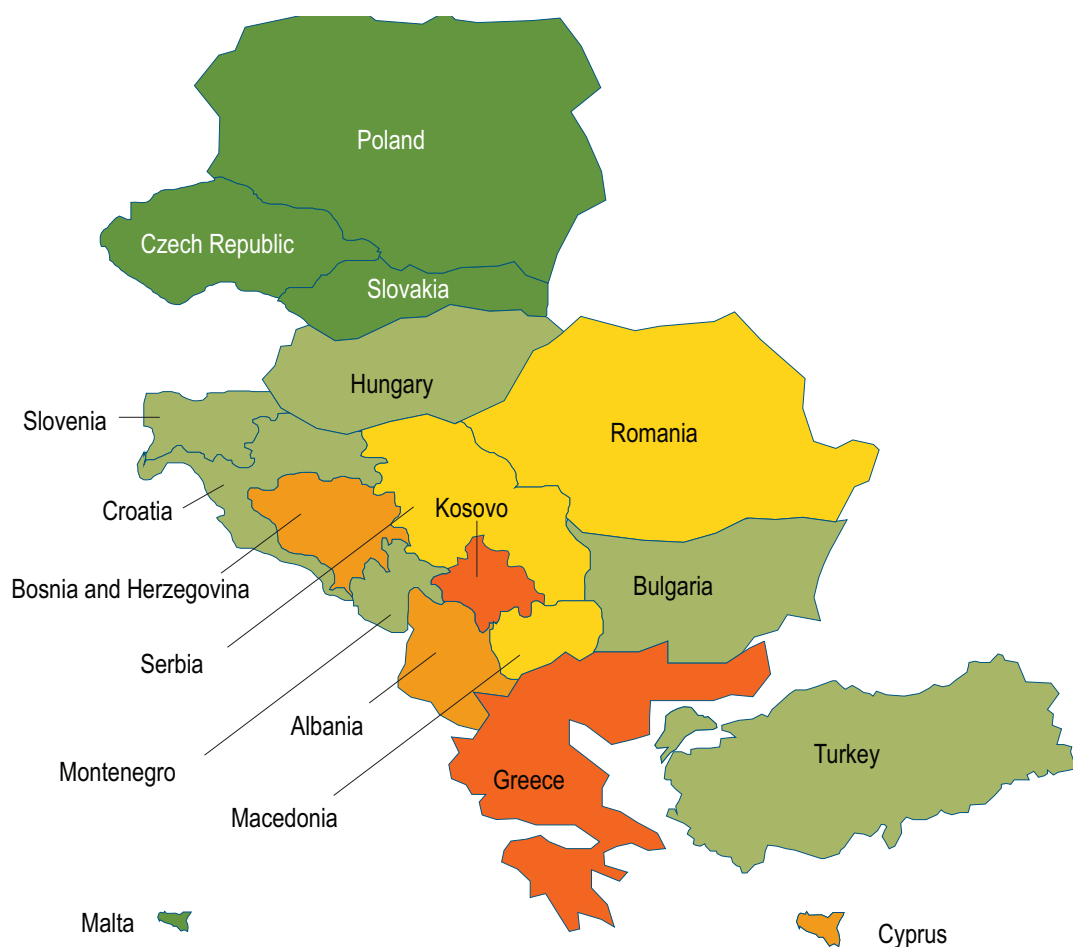 Poland
Czech Republic
Slovakia
Hungary
Slovenia
Romania
Croatia
Kosovo
Bosnia and Herzegovina
Bulgaria
Serbia
Albania
Montenegro
Turkey
Greece
Macedonia
Malta
Cyprus